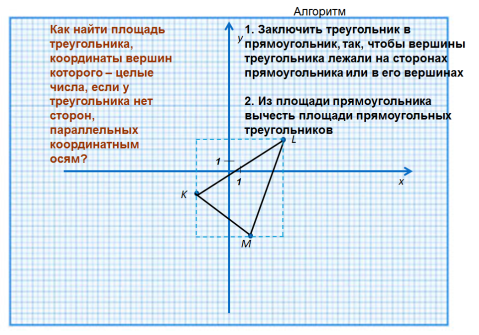 Алгоритм
Как найти площадь
треугольника,
координаты вершин
которого – целые
числа, если у
треугольника нет
сторон,
параллельных
координатным
осям?
1. Заключить треугольник в
прямоугольник, так, чтобы вершины
треугольника лежали на сторонах
прямоугольника или в его вершинах
2. Из площади прямоугольника
вычесть площади прямоугольных
треугольников
y
L
1
1
x
K
M